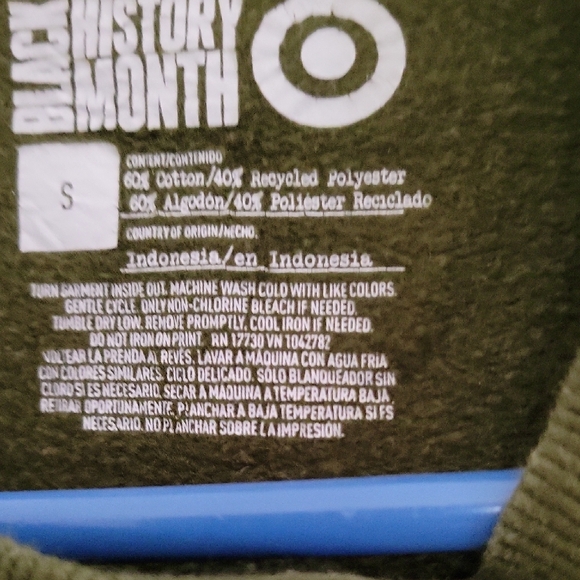 BLACK
HISTORY
MONTH
S
CONTENT/CONTENIDO
60% Cotton/40% Recycled Polyester
60% Algodón/40% Poliéster Reciclado
COUNTRY OF ORIGIN/HECHO
Indonesia/en Indonesia
TURN GARMENT INSIDE OUT. MACHINE WASH COLD WITH LIKE COLORS.
GENTLE CYCLE. ONLY NON-CHLORINE BLEACH IF NEEDED.
TUMBLE DRY LOW. REMOVE PROMPTLY. COOL IRON IF NEEDED.
DO NOT IRON ON PRINT. RN 17730 VN 1042782
VOLTEAR LA PRENDA AL REVÉS. LAVAR A MÁQUINA CON AGUA FRÍA
CON COLORES SIMILARES. CICLO DELICADO. SÓLO BLANQUEADOR SIN
CLORO SI ES NECESARIO. SECAR A MÁQUINA A TEMPERATURA BAJA.
RETIRAR OPORTUNAMENTE. PLANCHAR A BAJA TEMPERATURA SI ES
NECESARIO. NO PLANCHAR SOBRE LA IMPRESIÓN.